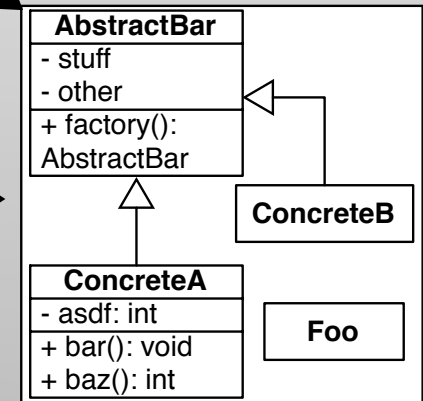 AbstractBar
- stuff
- other
+ factory():
AbstractBar
ConcreteB
ConcreteA
- asdf: int
+ bar(): void
+ baz(): int
Foo